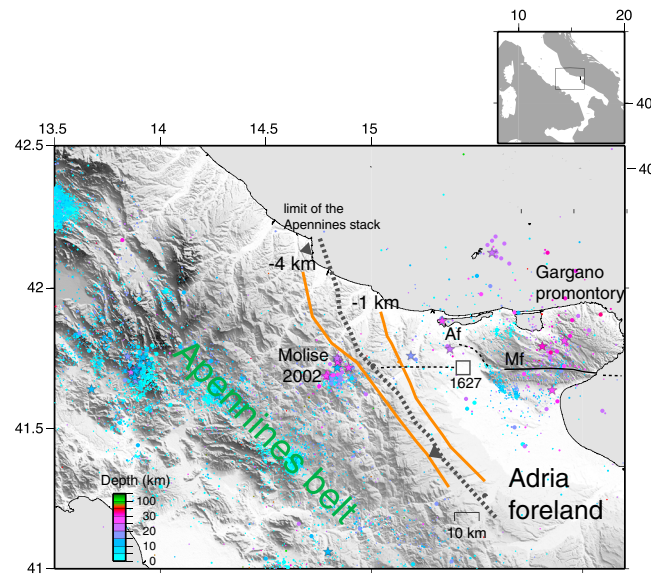 10
20
40
13.5
14
14.5
15
42.5
40
limit of the
Apennines stack
-4 km
Gargano
promontory
42
-1 km
Af
Molise
2002
Mf
1627
Apennines belt
41.5
Adria
foreland
Depth (km)
100
30
20
10
0
10 km
41